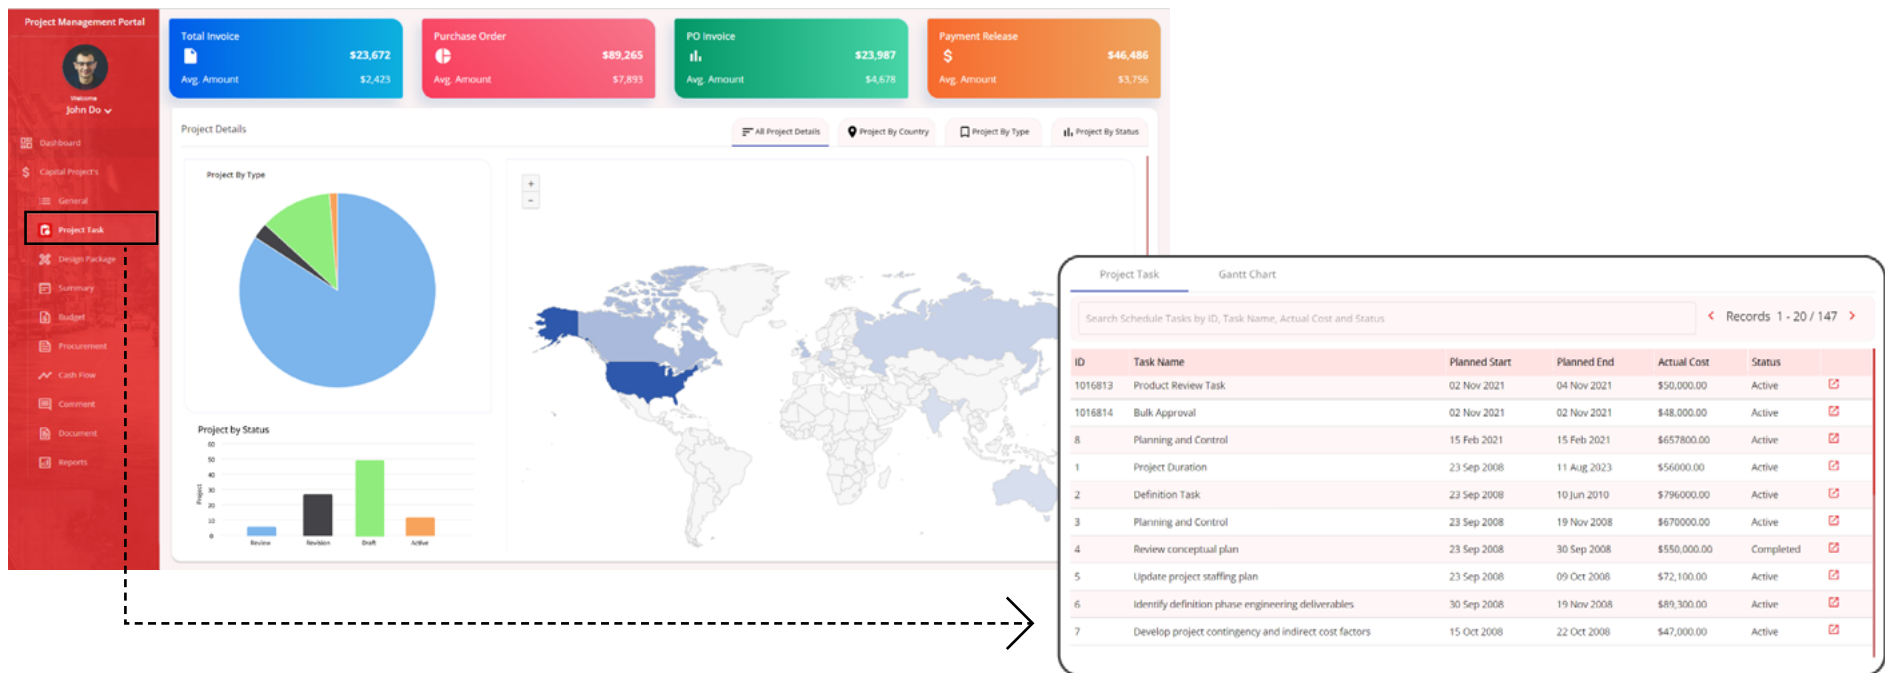 Project Management Portal
Welcome
John Do
Dashboard
Capital Project's
General
Project Task
Design Package
Summary
Budget
Procurement
Cash Flow
Comment
Document
Reports
Total Invoice
$23,672
Avg. Amount $2,423
Purchase Order
$89,265
Avg. Amount $7,893
PO Invoice
$23,987
Avg. Amount $4,678
Payment Release
$ $46,486
Avg. Amount $3,756
Project Details
All Project Details Project By Country Project By Type Project By Status
Project By Type
+
-
Project by Status
Project
60
50
40
30
20
10
0
Review Revision Draft Active
Project Task Gantt Chart
Search Schedule Tasks by ID, Task Name, Actual Cost and Status
< Records 1 - 20 / 147 >
ID Task Name Planned Start Planned End Actual Cost Status
1016813 Product Review Task 02 Nov 2021 04 Nov 2021 $50,000.00 Active
1016814 Bulk Approval 02 Nov 2021 02 Nov 2021 $48,000.00 Active
8 Planning and Control 15 Feb 2021 15 Feb 2021 $657800.00 Active
1 Project Duration 23 Sep 2008 11 Aug 2023 $56000.00 Active
2 Definition Task 23 Sep 2008 10 Jun 2010 $796000.00 Active
3 Planning and Control 23 Sep 2008 19 Nov 2008 $670000.00 Active
4 Review conceptual plan 23 Sep 2008 30 Sep 2008 $550,000.00 Completed
5 Update project staffing plan 23 Sep 2008 09 Oct 2008 $72,100.00 Active
6 Identify definition phase engineering deliverables 30 Sep 2008 19 Nov 2008 $89,300.00 Active
7 Develop project contingency and indirect cost factors 15 Oct 2008 22 Oct 2008 $47,000.00 Active